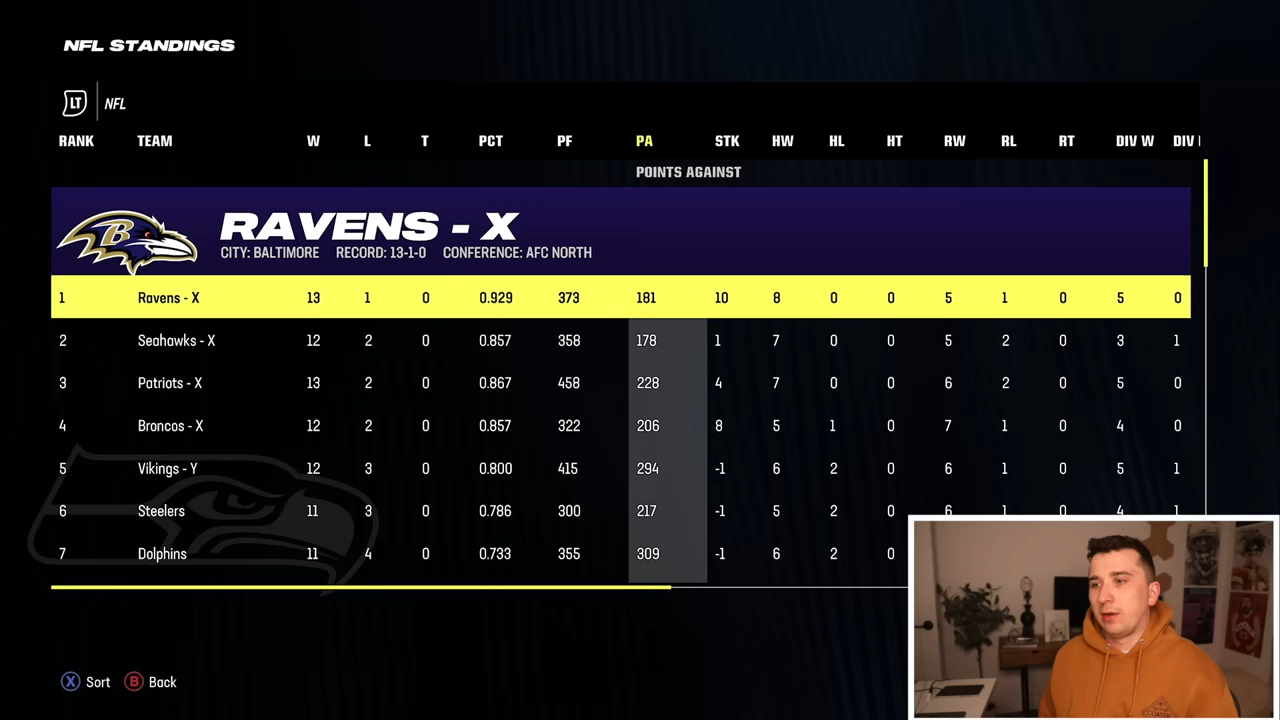 NFL STANDINGS
LT NFL
RANK TEAM W L T PCT PF PA STK HW HL HT RW RL RT DIV W DIV
POINTS AGAINST
RAVENS - X
CITY: BALTIMORE RECORD: 13-1-0 CONFERENCE: AFC NORTH
1 Ravens - X 13 1 0 0.929 373 181 10 8 0 0 5 1 0 5 0
2 Seahawks - X 12 2 0 0.857 358 178 1 7 0 0 5 2 0 3 1
3 Patriots - X 13 2 0 0.867 458 228 4 7 0 0 6 2 0 5 0
4 Broncos - X 12 2 0 0.857 322 206 8 5 1 0 7 1 0 4 0
5 Vikings - Y 12 3 0 0.800 415 294 -1 6 2 0 6 1 0 5 1
6 Steelers 11 3 0 0.786 300 217 -1 5 2 0 6 1 0 4 1
7 Dolphins 11 4 0 0.733 355 309 -1 6 2 0
X Sort B Back